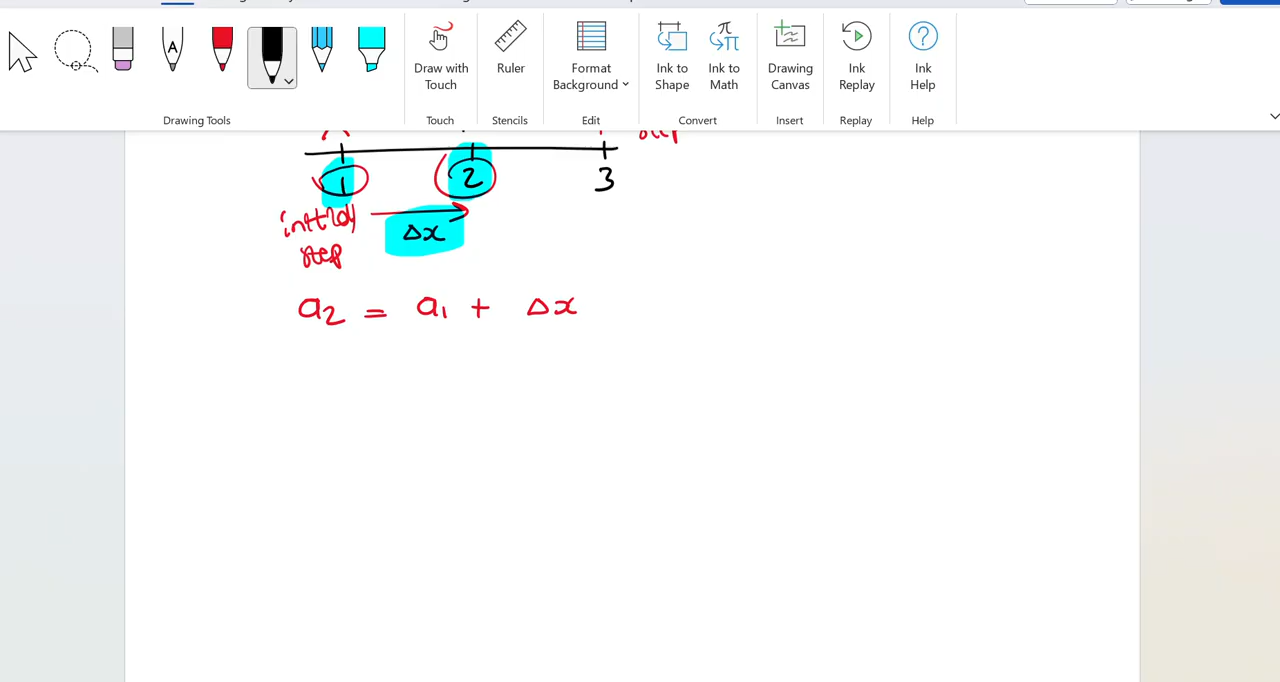 Draw with Touch
Ruler
Format Background
Ink to Shape
Ink to Math
Drawing Canvas
Ink Replay
Ink Help
Drawing Tools
Touch
Stencils
Edit
Convert
Insert
Replay
Help
step
1 2 3
initial
step
Δx
a2 = a1 + Δx